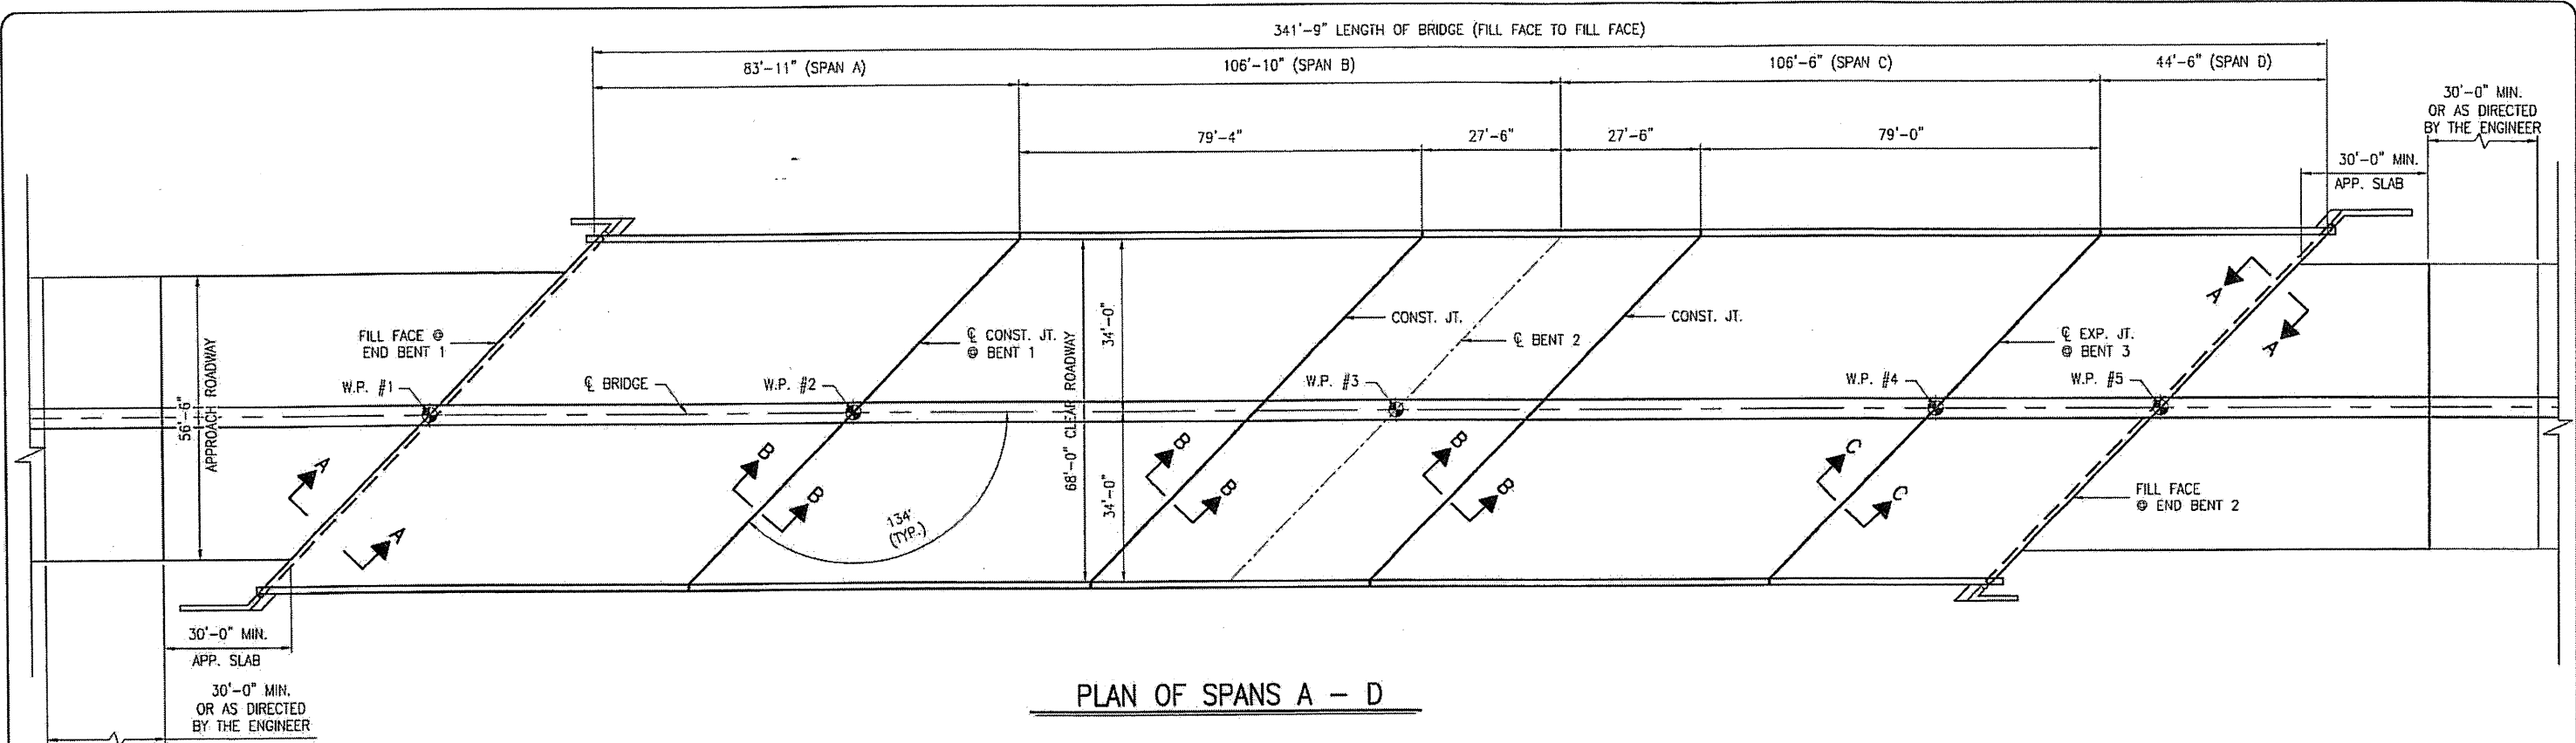 341'-9" LENGTH OF BRIDGE (FILL FACE TO FILL FACE)
83'-11" (SPAN A)
106'-10" (SPAN B)
106'-6" (SPAN C)
44'-6" (SPAN D)
30'-0" MIN.
OR AS DIRECTED
BY THE ENGINEER
79'-4"
27'-6"
27'-6"
79'-0"
30'-0" MIN.
APP. SLAB
56'-6"
APPROACH ROADWAY
FILL FACE @
END BENT 1
W.P. #1
℄ BRIDGE
W.P. #2
℄ CONST. JT.
@ BENT 1
68'-0" CLEAR ROADWAY
34'-0"
34'-0"
CONST. JT.
℄ BENT 2
W.P. #3
CONST. JT.
W.P. #4
℄ EXP. JT.
@ BENT 3
W.P. #5
A
A
A
A
B
B
134°
(TYP.)
B
B
B
B
C
C
FILL FACE
@ END BENT 2
30'-0" MIN.
APP. SLAB
30'-0" MIN.
OR AS DIRECTED
BY THE ENGINEER
PLAN OF SPANS A - D